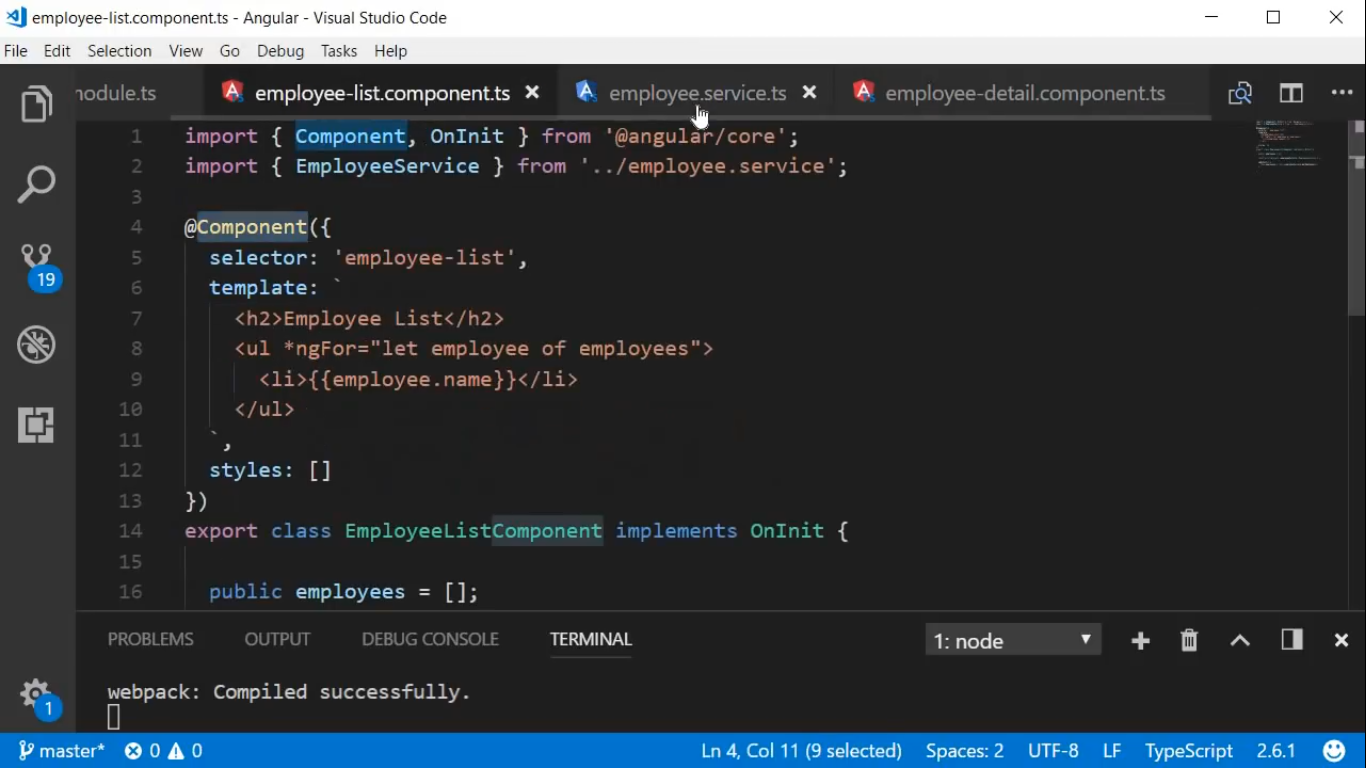 employee-list.component.ts - Angular - Visual Studio Code
File Edit Selection View Go Debug Tasks Help
nodule.ts employee-list.component.ts employee.service.ts employee-detail.component.ts
1 import { Component, OnInit } from '@angular/core';
2 import { EmployeeService } from '../employee.service';
3
4 @Component({
5   selector: 'employee-list',
6   template: `
7     <h2>Employee List</h2>
8     <ul *ngFor="let employee of employees">
9       <li>{{employee.name}}</li>
10     </ul>
11   `,
12   styles: []
13 })
14 export class EmployeeListComponent implements OnInit {
15
16   public employees = [];
19
PROBLEMS OUTPUT DEBUG CONSOLE TERMINAL 1: node
webpack: Compiled successfully.
1
master* 0 0 Ln 4, Col 11 (9 selected) Spaces: 2 UTF-8 LF TypeScript 2.6.1